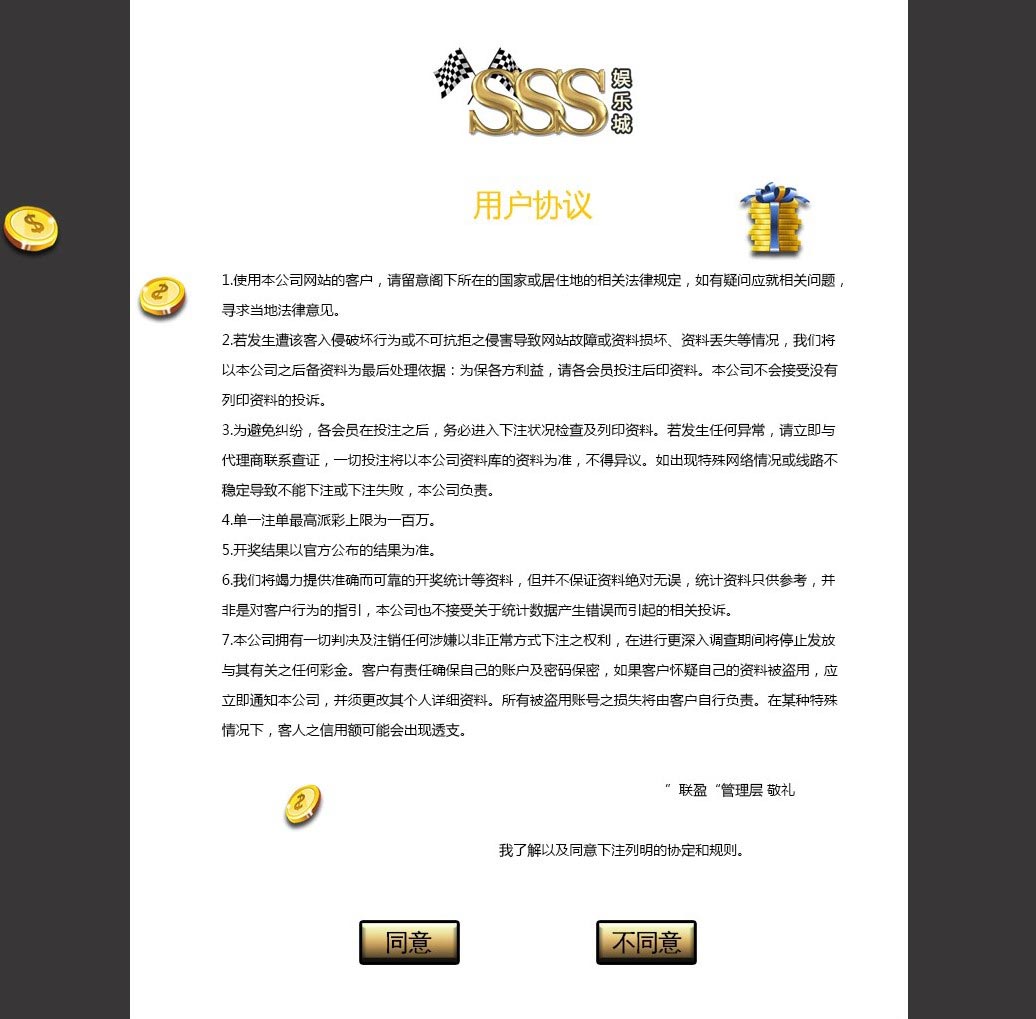 SSS
娱乐城
用户协议
1.使用本公司网站的客户，请留意阁下所在的国家或居住地的相关法律规定，如有疑问应就相关问题，
寻求当地法律意见。
2.若发生遭该客入侵破坏行为或不可抗拒之侵害导致网站故障或资料损坏、资料丢失等情况，我们将
以本公司之后备资料为最后处理依据：为保各方利益，请各会员投注后印资料。本公司不会接受没有
列印资料的投诉。
3.为避免纠纷，各会员在投注之后，务必进入下注状况检查及列印资料。若发生任何异常，请立即与
代理商联系查证，一切投注将以本公司资料库的资料为准，不得异议。如出现特殊网络情况或线路不
稳定导致不能下注或下注失败，本公司负责。
4.单一注单最高派彩上限为一百万。
5.开奖结果以官方公布的结果为准。
6.我们将竭力提供准确而可靠的开奖统计等资料，但并不保证资料绝对无误，统计资料只供参考，并
非是对客户行为的指引，本公司也不接受关于统计数据产生错误而引起的相关投诉。
7.本公司拥有一切判决及注销任何涉嫌以非正常方式下注之权利，在进行更深入调查期间将停止发放
与其有关之任何彩金。客户有责任确保自己的账户及密码保密，如果客户怀疑自己的资料被盗用，应
立即通知本公司，并须更改其个人详细资料。所有被盗用账号之损失将由客户自行负责。在某种特殊
情况下，客人之信用额可能会出现透支。
”联盈“管理层 敬礼
我了解以及同意下注列明的协定和规则。
同意
不同意